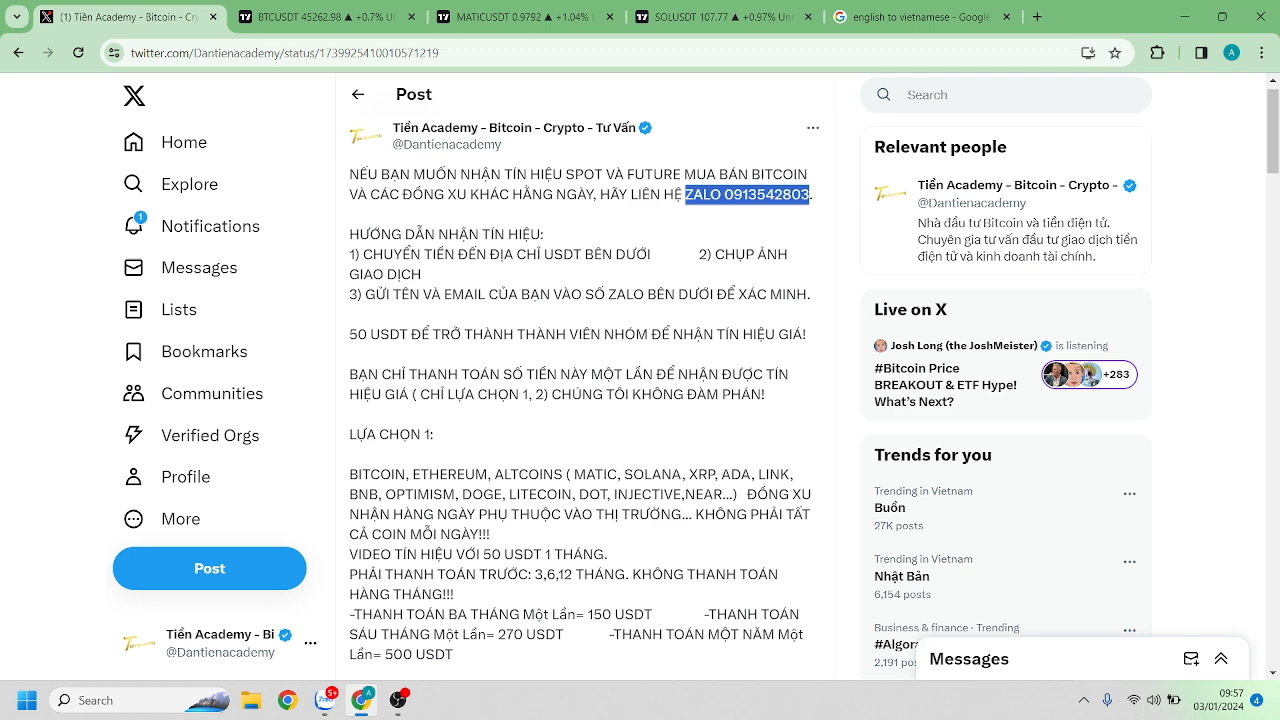 (1) Tiền Academy - Bitcoin - Cry
BTCUSDT 45262.98 ▲ +0.7% Un
MATICUSDT 0.9792 ▲ +1.04% U
SOLUSDT 107.77 ▲ +0.97% Un
english to vietnamese - Google
twitter.com/Dantienacademy/status/1739925410010571219
A
Home
Explore
1
Notifications
Messages
Lists
Bookmarks
Communities
Verified Orgs
Profile
More
Post
Tiền Academy - Bi
@Dantienacademy
Post
Tiền Academy - Bitcoin - Crypto - Tư Vấn
@Dantienacademy
NẾU BẠN MUỐN NHẬN TÍN HIỆU SPOT VÀ FUTURE MUA BÁN BITCOIN
VÀ CÁC ĐỒNG XU KHÁC HẰNG NGÀY, HÃY LIÊN HỆ ZALO 0913542803.
HƯỚNG DẪN NHẬN TÍN HIỆU:
1) CHUYỂN TIỀN ĐẾN ĐỊA CHỈ USDT BÊN DƯỚI 2) CHỤP ẢNH
GIAO DỊCH
3) GỬI TÊN VÀ EMAIL CỦA BẠN VÀO SỐ ZALO BÊN DƯỚI ĐỂ XÁC MINH.
50 USDT ĐỂ TRỞ THÀNH THÀNH VIÊN NHÓM ĐỂ NHẬN TÍN HIỆU GIÁ!
BẠN CHỈ THANH TOÁN SỐ TIỀN NÀY MỘT LẦN ĐỂ NHẬN ĐƯỢC TÍN
HIỆU GIÁ ( CHỈ LỰA CHỌN 1, 2) CHÚNG TÔI KHÔNG ĐÀM PHÁN!
LỰA CHỌN 1:
BITCOIN, ETHEREUM, ALTCOINS ( MATIC, SOLANA, XRP, ADA, LINK,
BNB, OPTIMISM, DOGE, LITECOIN, DOT, INJECTIVE,NEAR...) ĐỒNG XU
NHẬN HÀNG NGÀY PHỤ THUỘC VÀO THỊ TRƯỜNG... KHÔNG PHẢI TẤT
CẢ COIN MỖI NGÀY!!!
VIDEO TÍN HIỆU VỚI 50 USDT 1 THÁNG.
PHẢI THANH TOÁN TRƯỚC: 3,6,12 THÁNG. KHÔNG THANH TOÁN
HÀNG THÁNG!!!
-THANH TOÁN BA THÁNG Một Lần= 150 USDT -THANH TOÁN
SÁU THÁNG Một Lần= 270 USDT -THANH TOÁN MỘT NĂM Một
Lần= 500 USDT
Search
Relevant people
Tiền Academy - Bitcoin - Crypto -
@Dantienacademy
Nhà đầu tư Bitcoin và tiền điện tử.
Chuyên gia tư vấn đầu tư giao dịch tiền
điện tử và kinh doanh tài chính.
Live on X
Josh Long (the JoshMeister) is listening
#Bitcoin Price
BREAKOUT & ETF Hype!
What's Next?
+283
Trends for you
Trending in Vietnam
Buồn
27K posts
Trending in Vietnam
Nhật Bản
6,154 posts
Business & finance · Trending
#Algora
2,191 pos
Messages
Search
Zalo
5+
A
09:57
03/01/2024
4